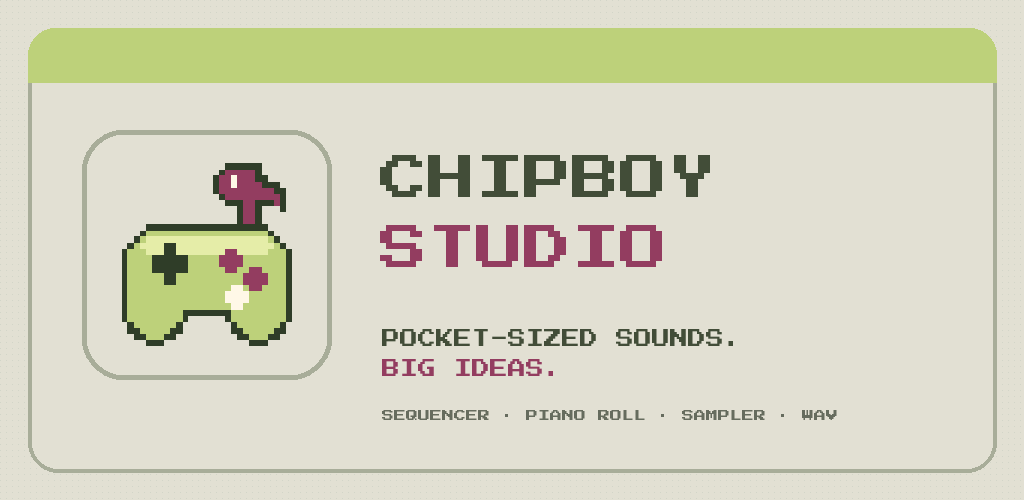 CHIPBOY
STUDIO
POCKET-SIZED SOUNDS.
BIG IDEAS.
SEQUENCER · PIANO ROLL · SAMPLER · WAV